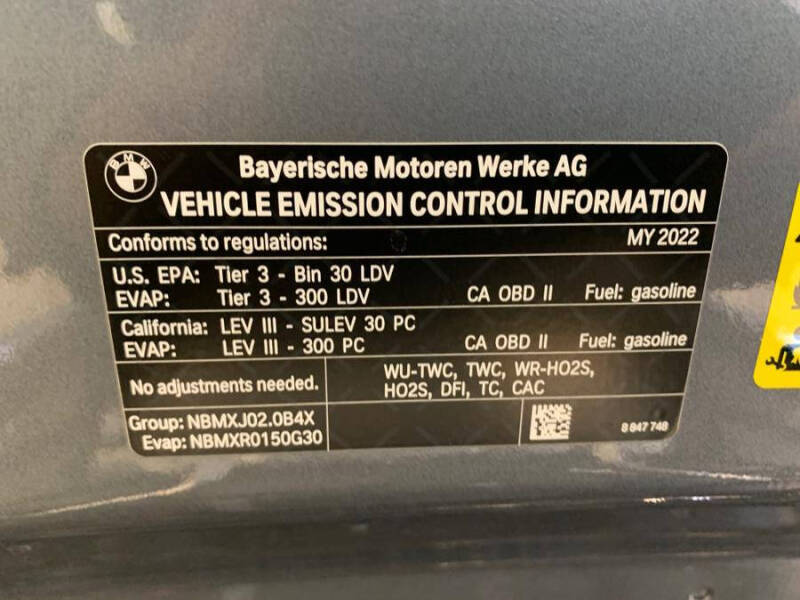 BMW
Bayerische Motoren Werke AG
VEHICLE EMISSION CONTROL INFORMATION
Conforms to regulations: MY 2022
U.S. EPA: Tier 3 - Bin 30 LDV
EVAP: Tier 3 - 300 LDV CA OBD II Fuel: gasoline
California: LEV III - SULEV 30 PC
EVAP: LEV III - 300 PC CA OBD II Fuel: gasoline
No adjustments needed.
WU-TWC, TWC, WR-HO2S,
HO2S, DFI, TC, CAC
Group: NBMXJ02.0B4X
Evap: NBMXR0150G30
8 847 748